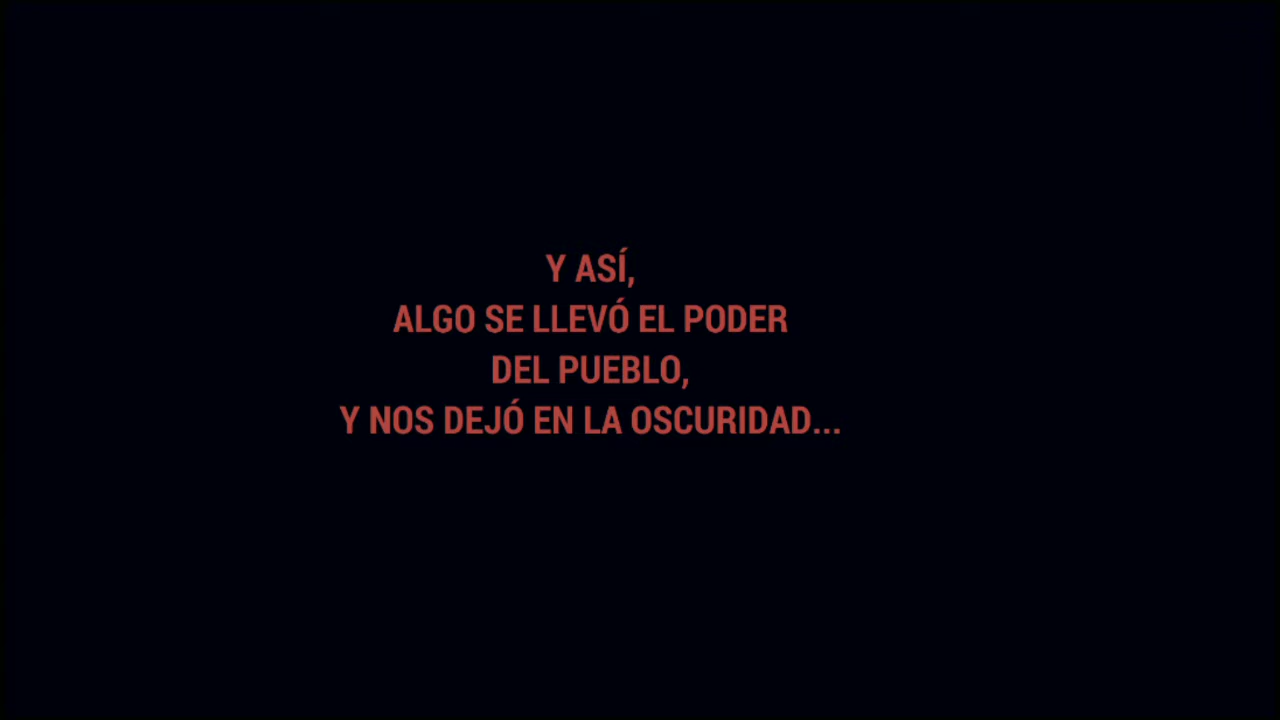 Y ASÍ,
ALGO SE LLEVÓ EL PODER
DEL PUEBLO,
Y NOS DEJÓ EN LA OSCURIDAD...